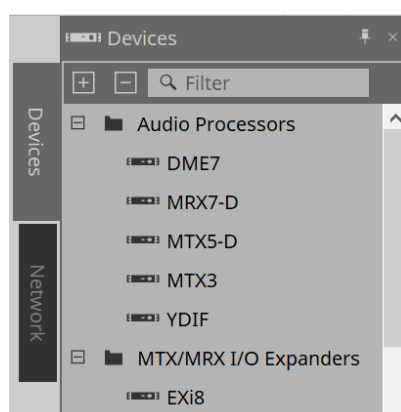 Devices
Filter
Devices
Audio Processors
DME7
MRX7-D
MTX5-D
MTX3
YDIF
Network
MTX/MRX I/O Expanders
EXi8